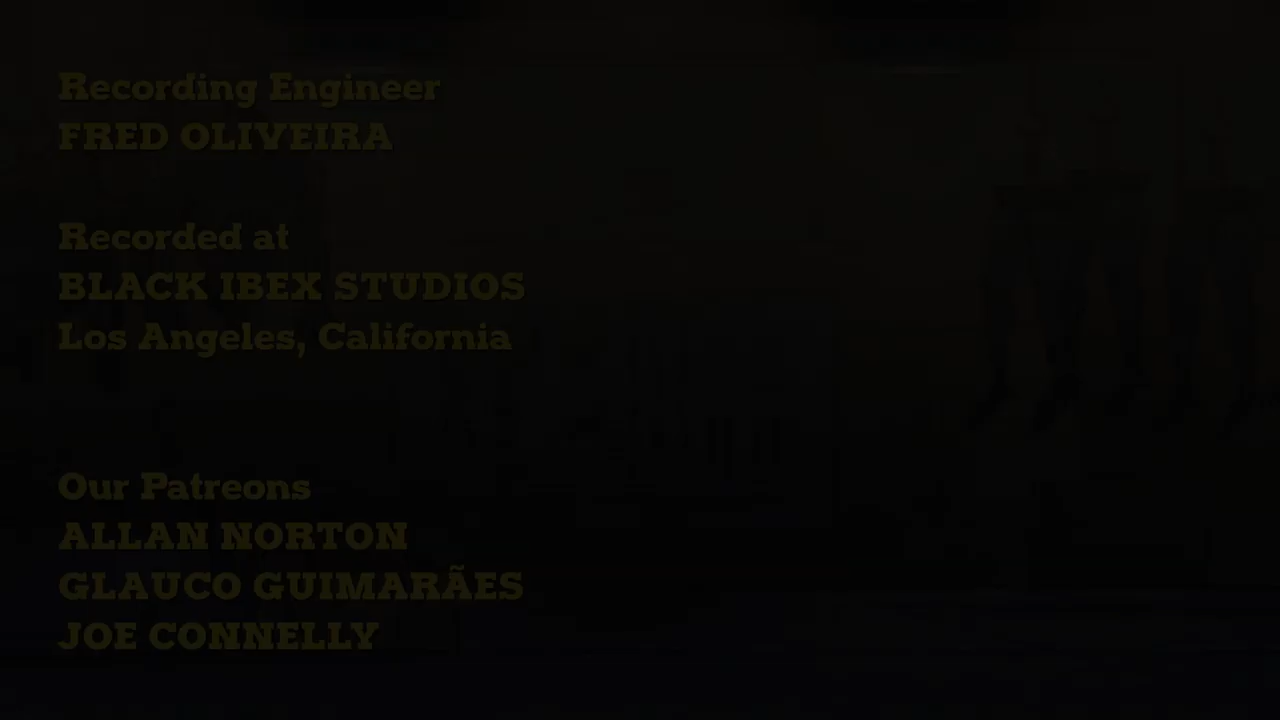 Recording Engineer
FRED OLIVEIRA
Recorded at
BLACK IBEX STUDIOS
Los Angeles, California
Our Patreons
ALLAN NORTON
GLAUCO GUIMARÃES
JOE CONNELLY